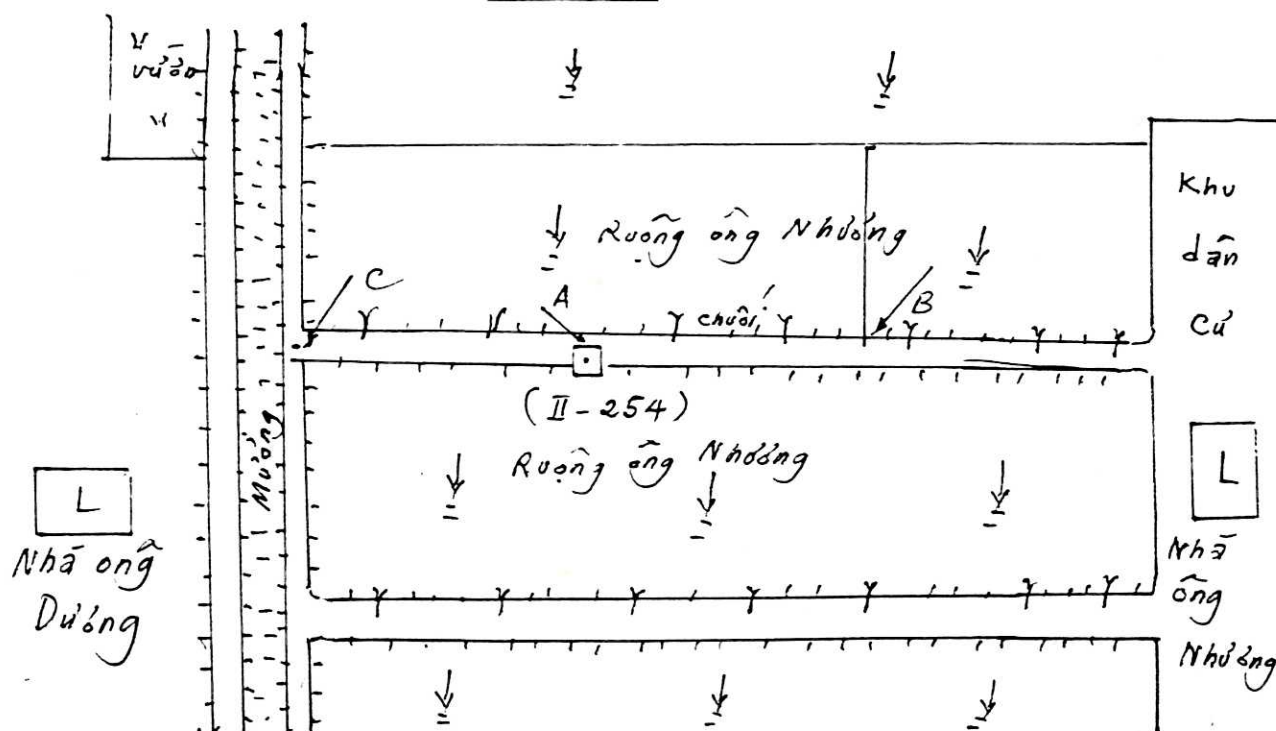 vườn
Khu
dân
cư
Ruộng ông Nhường
C
A
chuối
B
(II-254)
Mương
Ruộng ông Nhường
L
L
Nhà ông
Dương
Nhà
ông
Nhường